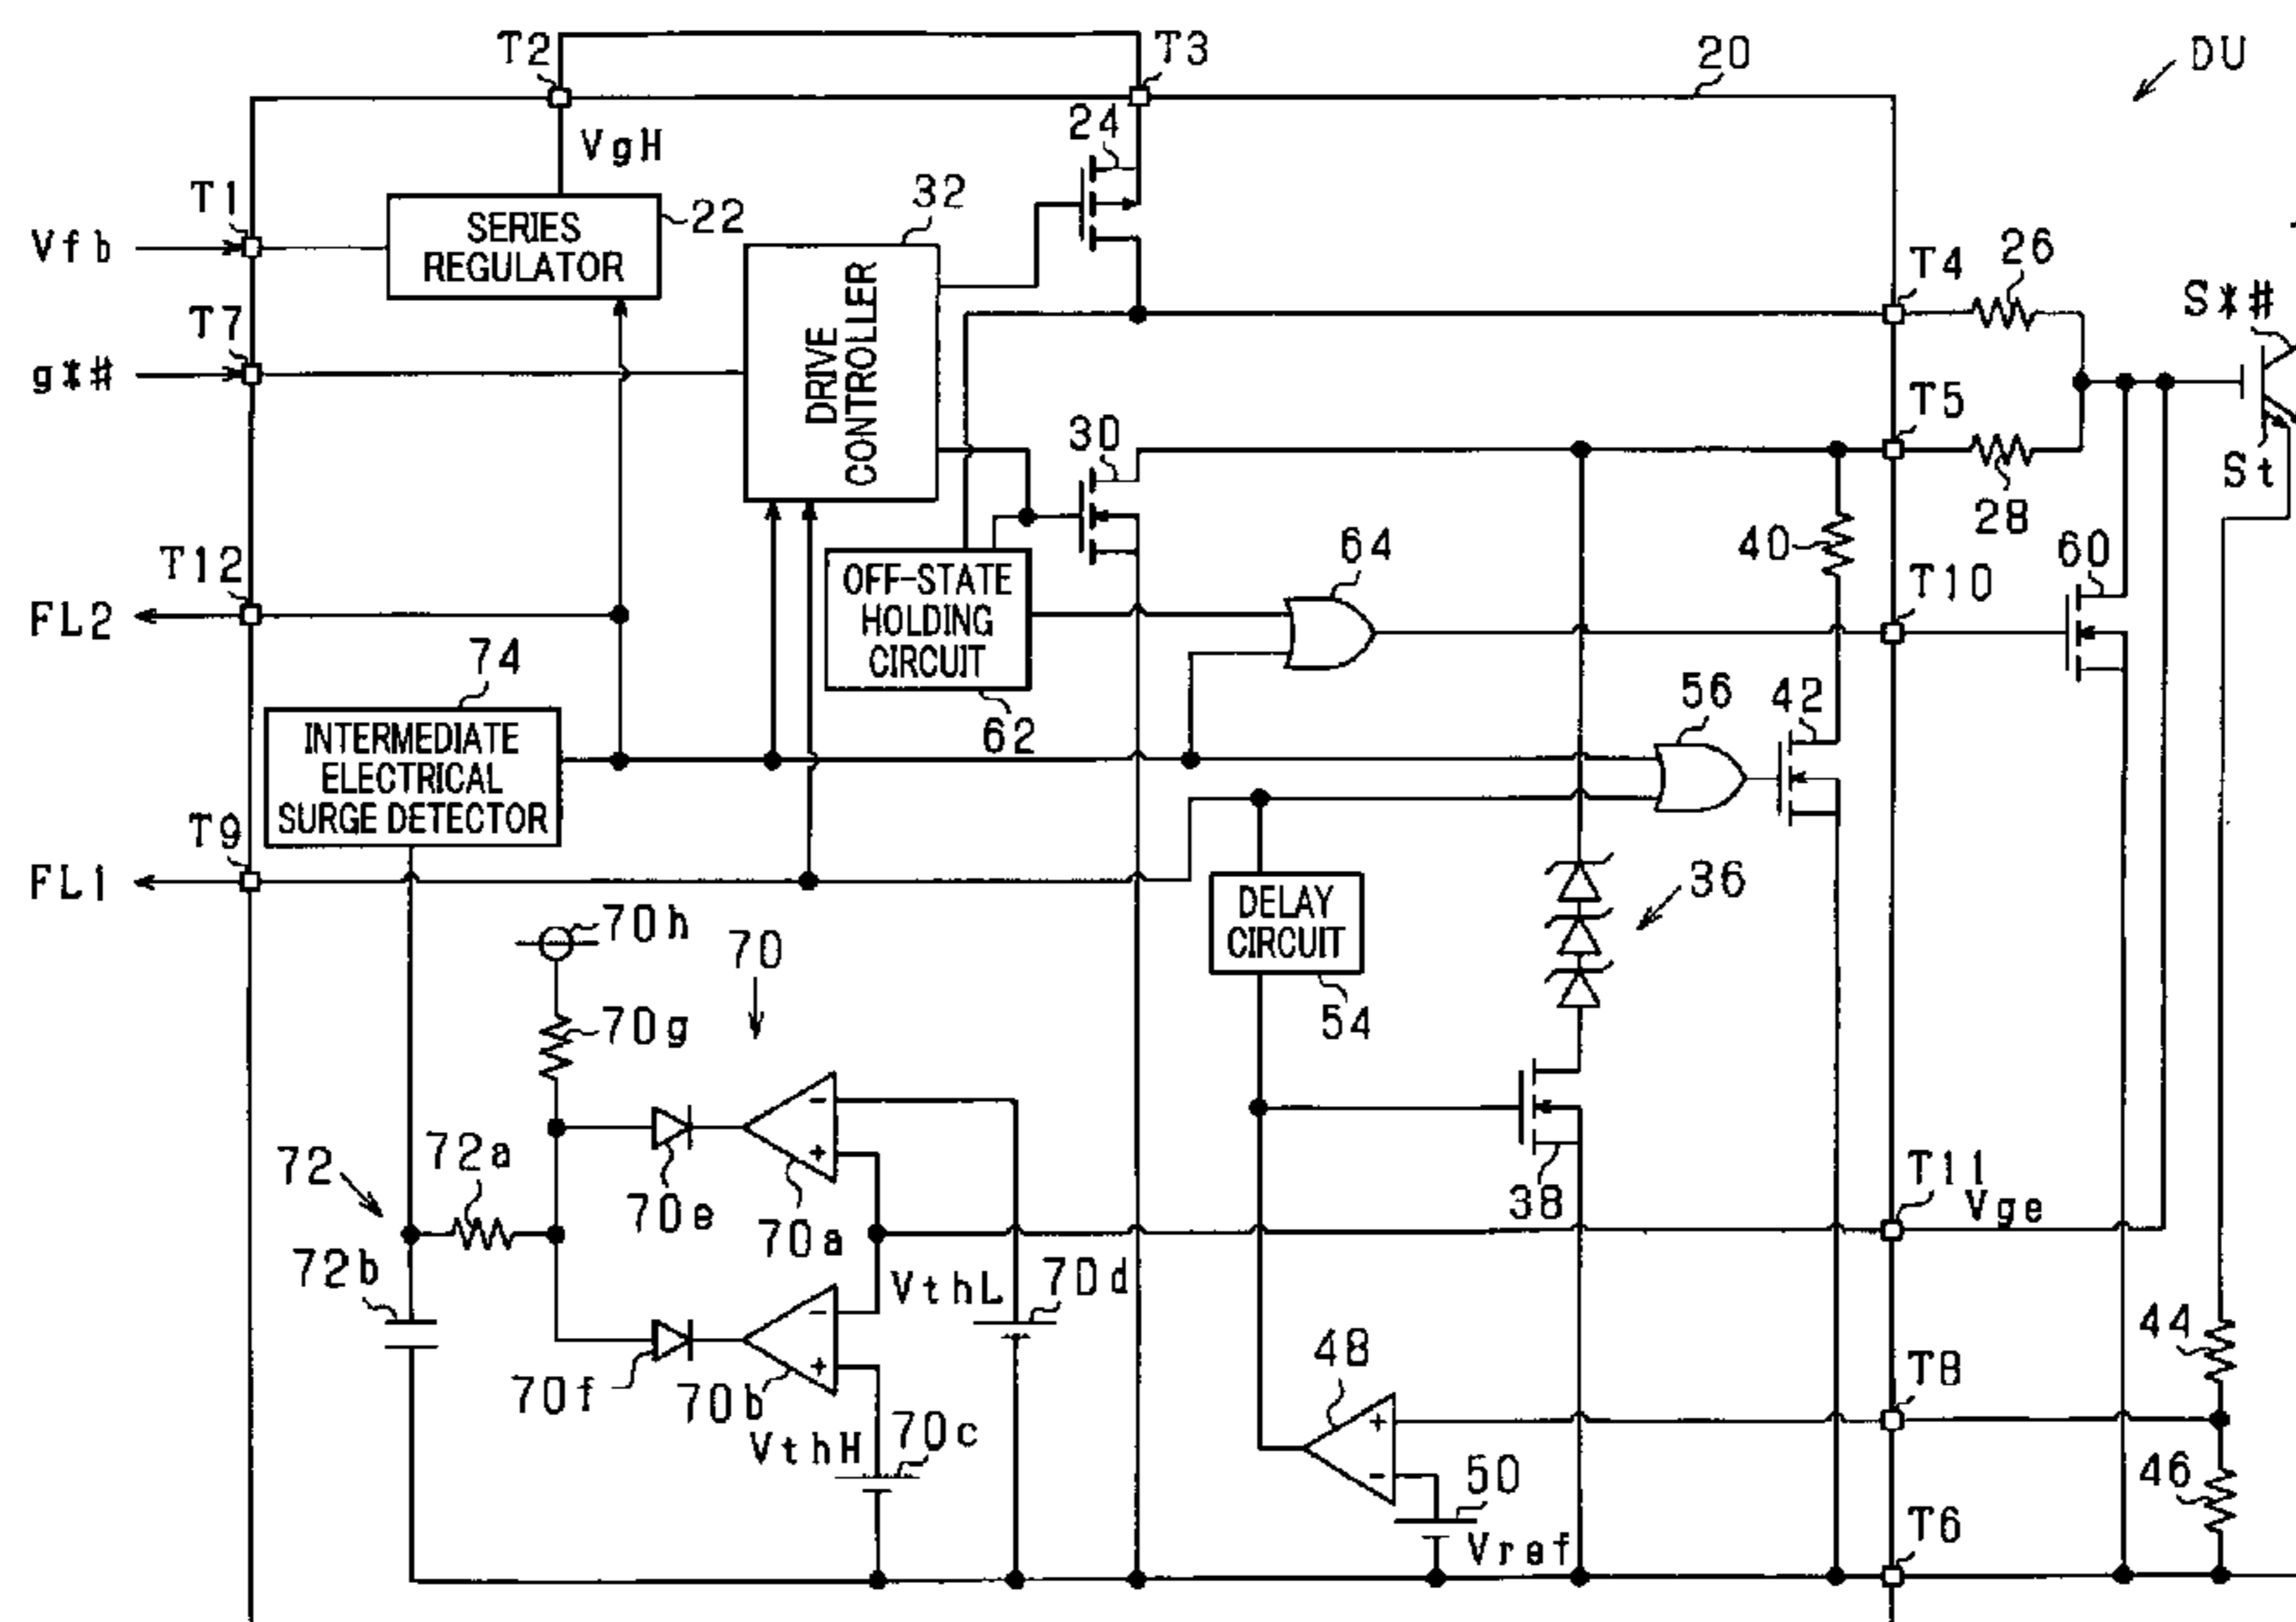 T2
T3
20
DU
24
VgH
T1
32
SERIES
REGULATOR
22
Vfb
T4
26
T7
S*#
g*#
DRIVE
CONTROLLER
T5
30
St
28
T12
64
40
60
OFF-STATE
HOLDING
CIRCUIT
T10
FL2
74
56
42
62
INTERMEDIATE
ELECTRICAL
SURGE DETECTOR
T9
FL1
36
DELAY
CIRCUIT
70h
70
54
70g
72a
72
T11
Vge
70e
70a
38
72b
VthL
70d
44
48
T8
70f
70b
70c
VthH
50
46
T6
Vref
- + - + + -